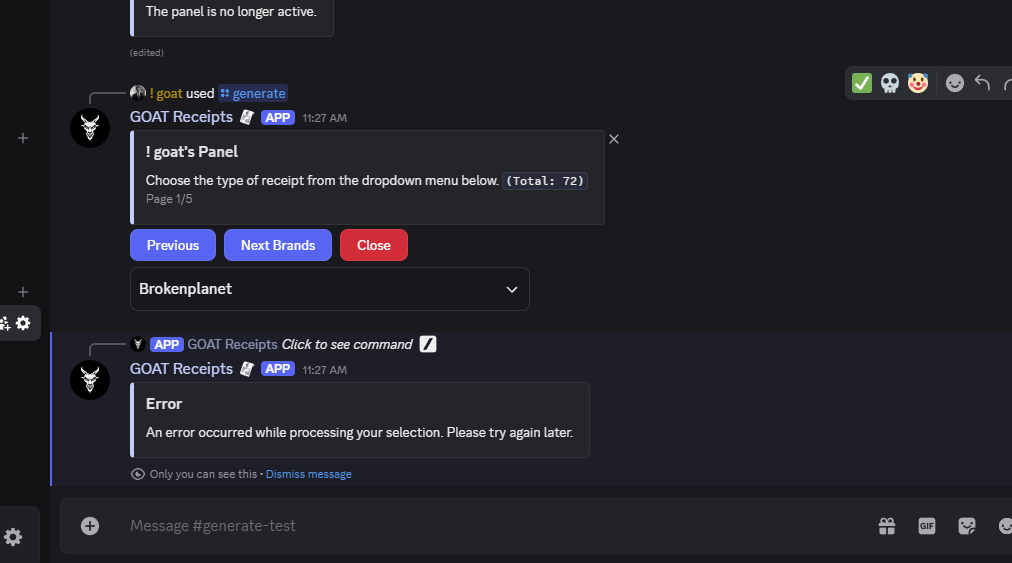 The panel is no longer active.
(edited)
! goat used generate
GOAT Receipts APP 11:27 AM
! goat's Panel
Choose the type of receipt from the dropdown menu below. (Total: 72)
Page 1/5
Previous Next Brands Close
Brokenplanet
APP GOAT Receipts Click to see command
GOAT Receipts APP 11:27 AM
Error
An error occurred while processing your selection. Please try again later.
Only you can see this • Dismiss message
Message #generate-test
GIF